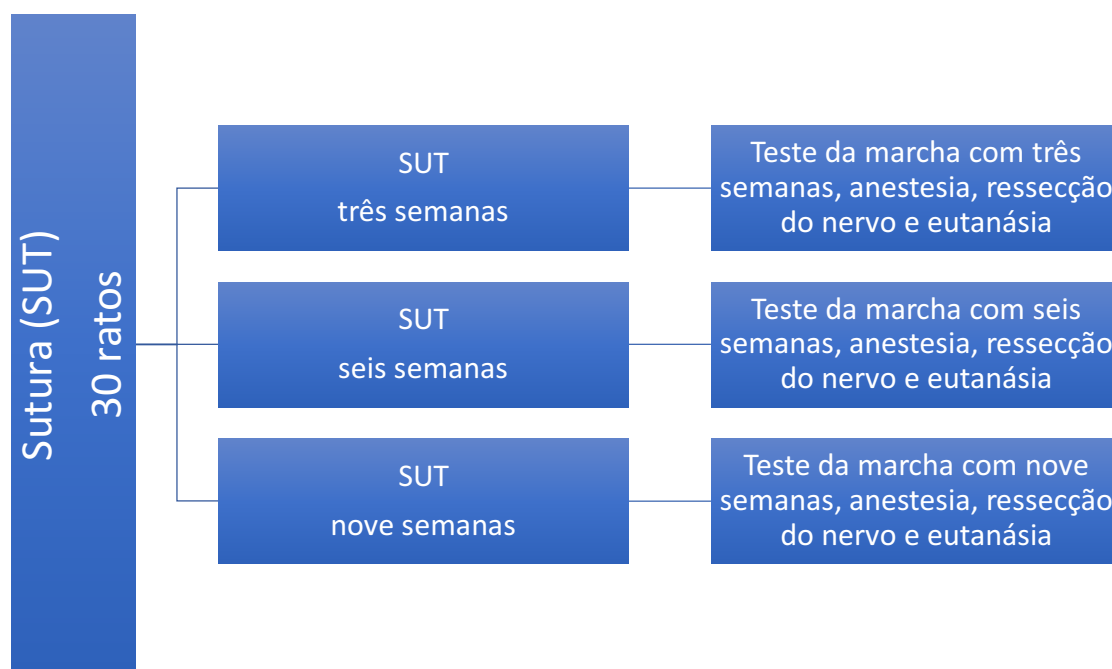 Sutura (SUT)
30 ratos
SUT
três semanas
Teste da marcha com três
semanas, anestesia, ressecção
do nervo e eutanásia
SUT
seis semanas
Teste da marcha com seis
semanas, anestesia, ressecção
do nervo e eutanásia
SUT
nove semanas
Teste da marcha com nove
semanas, anestesia, ressecção
do nervo e eutanásia